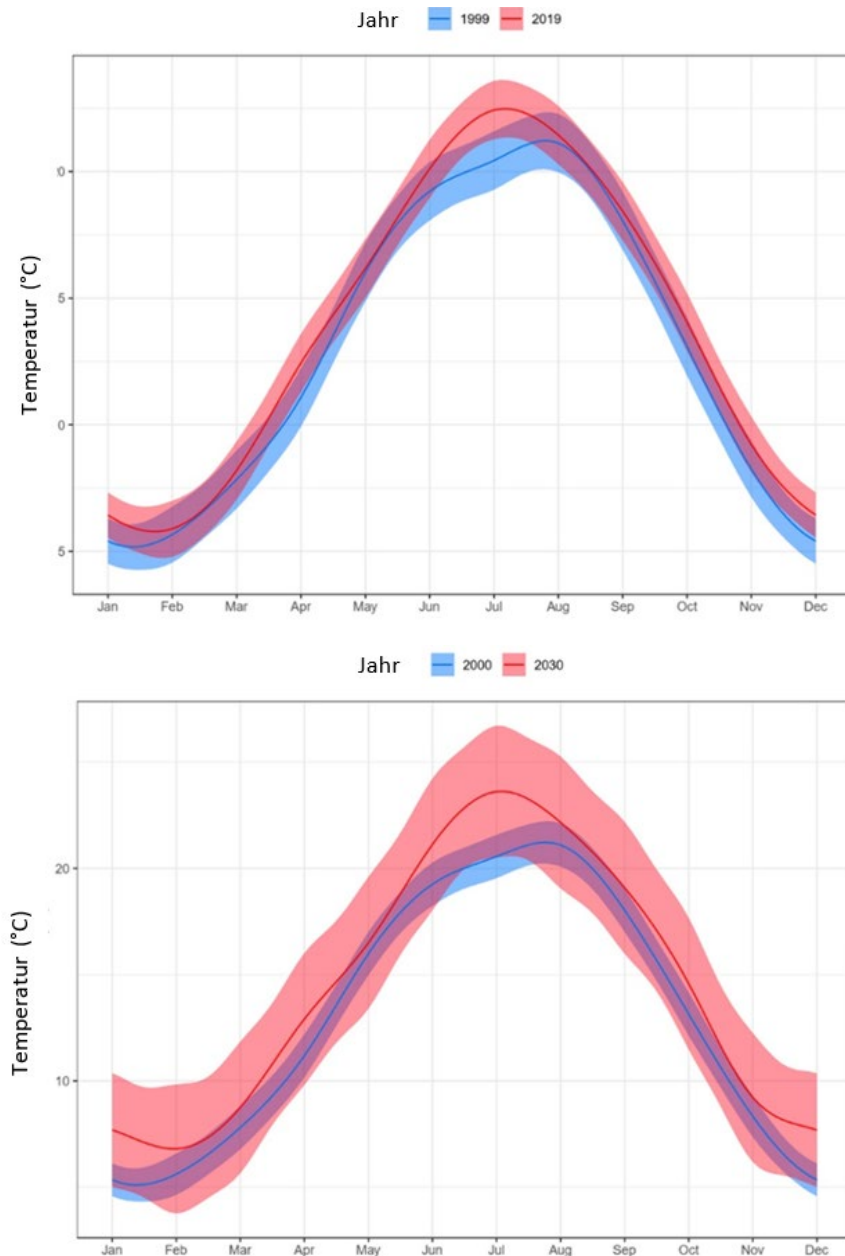 Jahr 1999 2019
Temperatur (°C)
0
5
0
5
Jan Feb Mar Apr May Jun Jul Aug Sep Oct Nov Dec
Jahr 2000 2030
Temperatur (°C)
20
10
Jan Feb Mar Apr May Jun Jul Aug Sep Oct Nov Dec